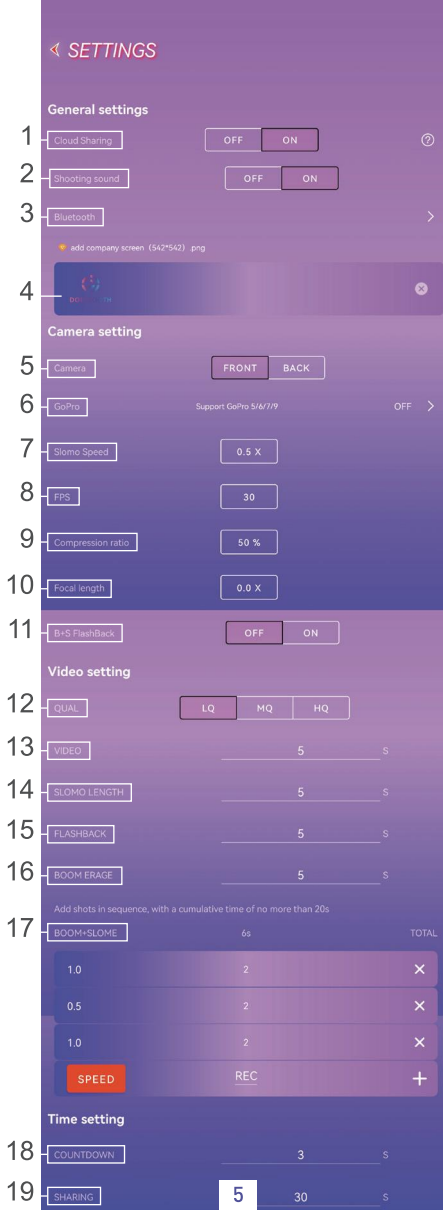 SETTINGS
General settings
1 Cloud Sharing OFF ON ?
2 Shooting sound OFF ON
3 Bluetooth
add company screen (542*542) .png
4
Camera setting
5 Camera FRONT BACK
6 GoPro Support GoPro 5/6/7/9 OFF
7 Slomo Speed 0.5 X
8 FPS 30
9 Compression ratio 50 %
10 Focal length 0.0 X
11 B+S FlashBack OFF ON
Video setting
12 QUAL LQ MQ HQ
13 VIDEO 5 S
14 SLOMO LENGTH 5 S
15 FLASHBACK 5 S
16 BOOM ERAGE 5 S
Add shots in sequence, with a cumulative time of no more than 20s
17 BOOM+SLOME 6s TOTAL
1.0 2
0.5 2
1.0 2
SPEED REC
Time setting
18 COUNTDOWN 3 S
19 SHARING 30 S
5